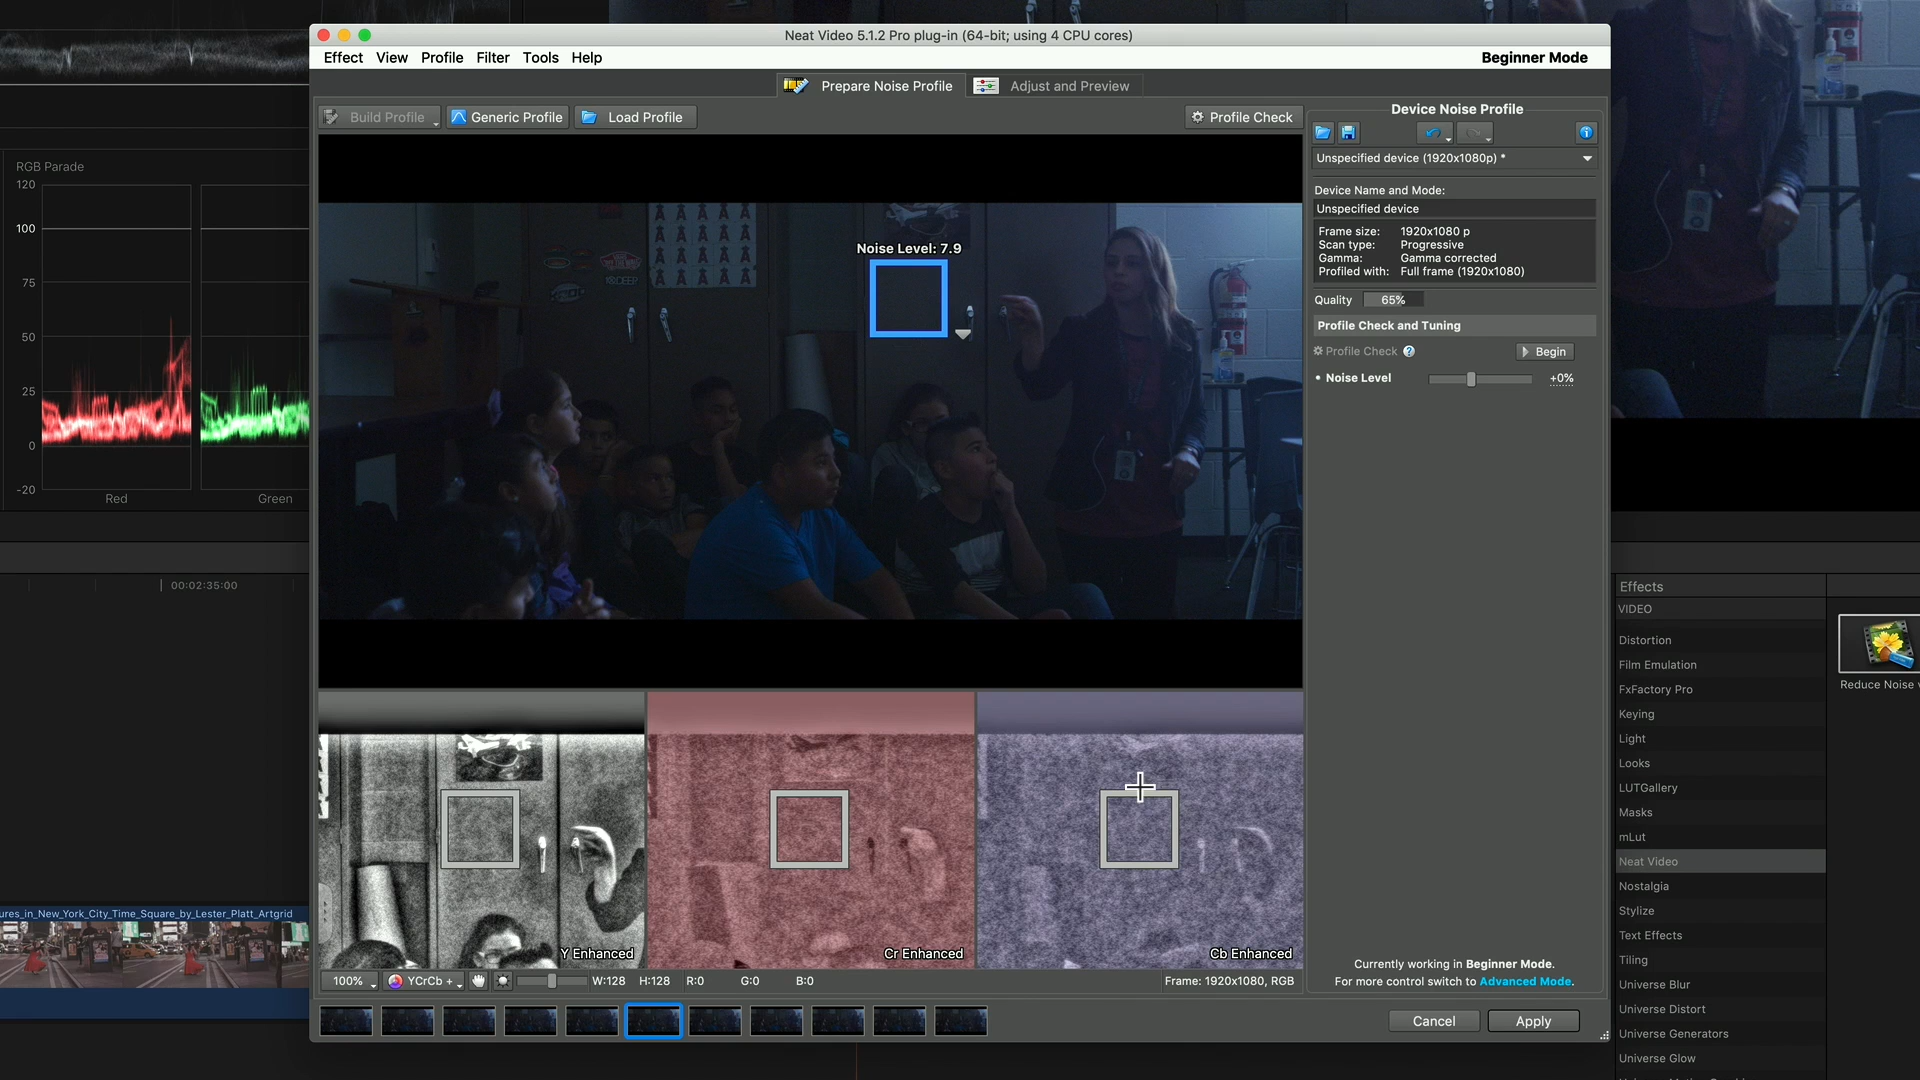 Neat Video 5.1.2 Pro plug-in (64-bit; using 4 CPU cores)
Effect View Profile Filter Tools Help
Beginner Mode
Prepare Noise Profile
Adjust and Preview
Build Profile
Generic Profile
Load Profile
Profile Check
Device Noise Profile
Unspecified device (1920x1080p) *
Device Name and Mode:
Unspecified device
Frame size: 1920x1080 p
Scan type: Progressive
Gamma: Gamma corrected
Profiled with: Full frame (1920x1080)
Quality 65%
Profile Check and Tuning
Profile Check ? Begin
• Noise Level +0%
Noise Level: 7.9
Y Enhanced
Cr Enhanced
Cb Enhanced
100% YCrCb + W:128 H:128 R:0 G:0 B:0
Frame: 1920x1080, RGB
Currently working in Beginner Mode.
For more control switch to Advanced Mode.
Cancel
Apply
RGB Parade
120
100
75
50
25
0
-20
Red
Green
00:02:35:00
ures_in_New_York_City_Time_Square_by_Lester_Platt_Artgrid
Effects
VIDEO
Distortion
Film Emulation
FxFactory Pro
Keying
Light
Looks
LUTGallery
Masks
mLut
Neat Video
Nostalgia
Stylize
Text Effects
Tiling
Universe Blur
Universe Distort
Universe Generators
Universe Glow
Reduce Noise v